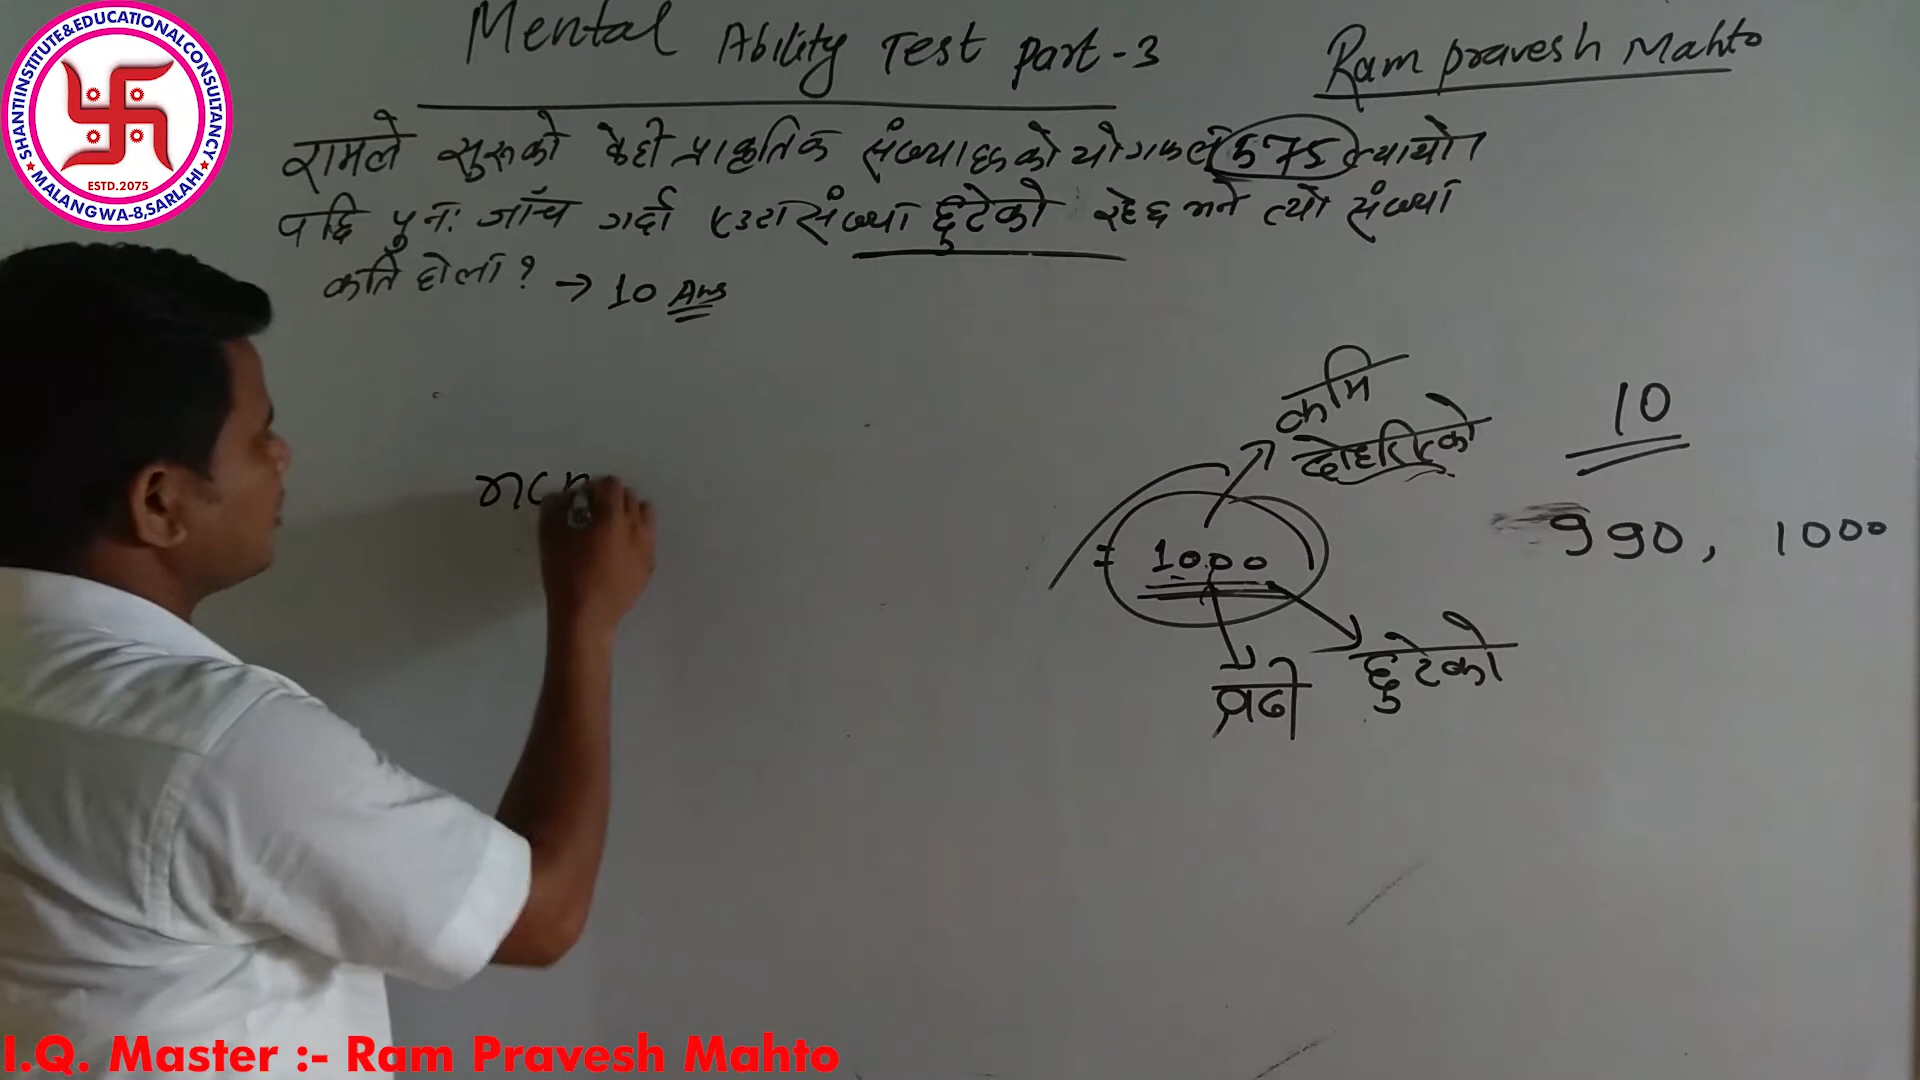 SHANTI INSTITUTE & EDUCATIONAL CONSULTANCY
ESTD.2075
MALANGWA-8, SARLAHI
Mental Ability Test Part-3
Ram pravesh Mahto
रामले सुरुको केही प्राकृतिक संख्याहरुको योगफल 575 ल्यायो।
यदि पुनः जाँच गर्दा एउटा संख्या छुटेको रहेछ भने त्यो संख्या
कति होला? → 10 Ans
कमि
दोहरिएको
10
= 1000
990, 1000
छुटेको
I.Q. Master :- Ram Pravesh Mahto